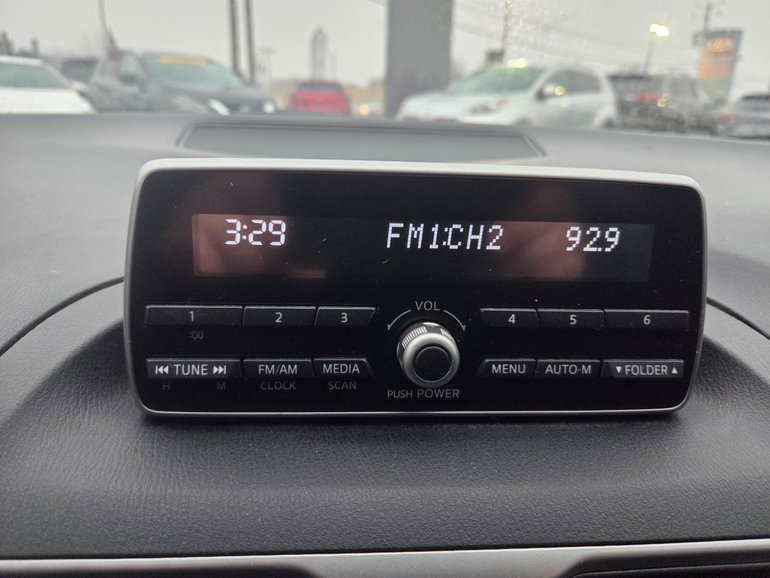 3:29 FM1:CH2 92.9
VOL
1 2 3 4 5 6
:00
⏮ TUNE ⏭ FM/AM MEDIA MENU AUTO-M ▼ FOLDER ▲
H M CLOCK SCAN PUSH POWER